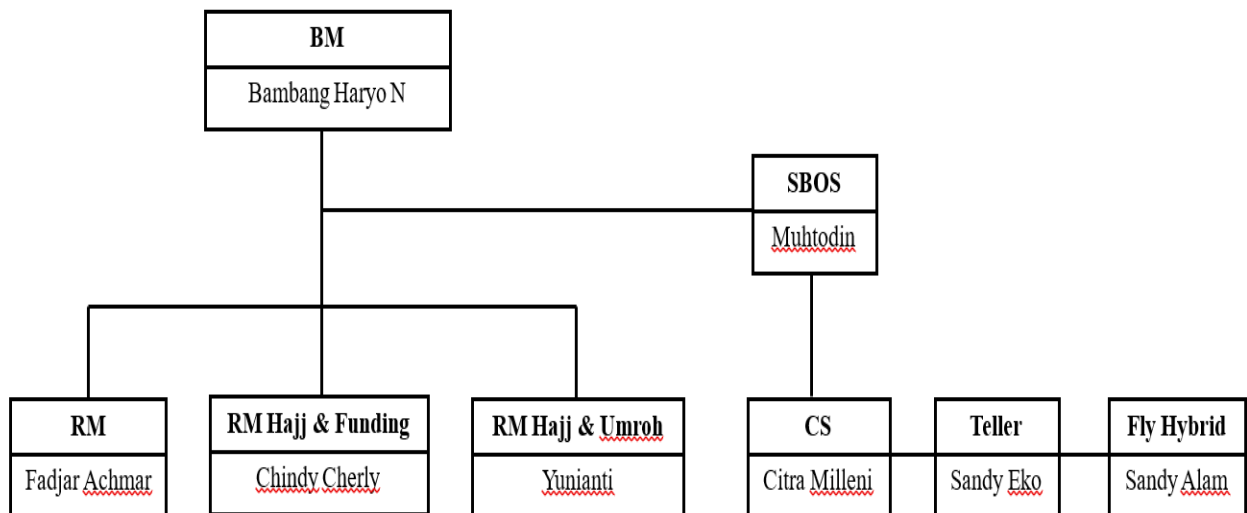 BM
Bambang Haryo N
SBOS
Muhtodin
RM
Fadjar Achmar
RM Hajj & Funding
Chindy Cherly
RM Hajj & Umroh
Yunianti
CS
Citra Milleni
Teller
Sandy Eko
Fly Hybrid
Sandy Alam